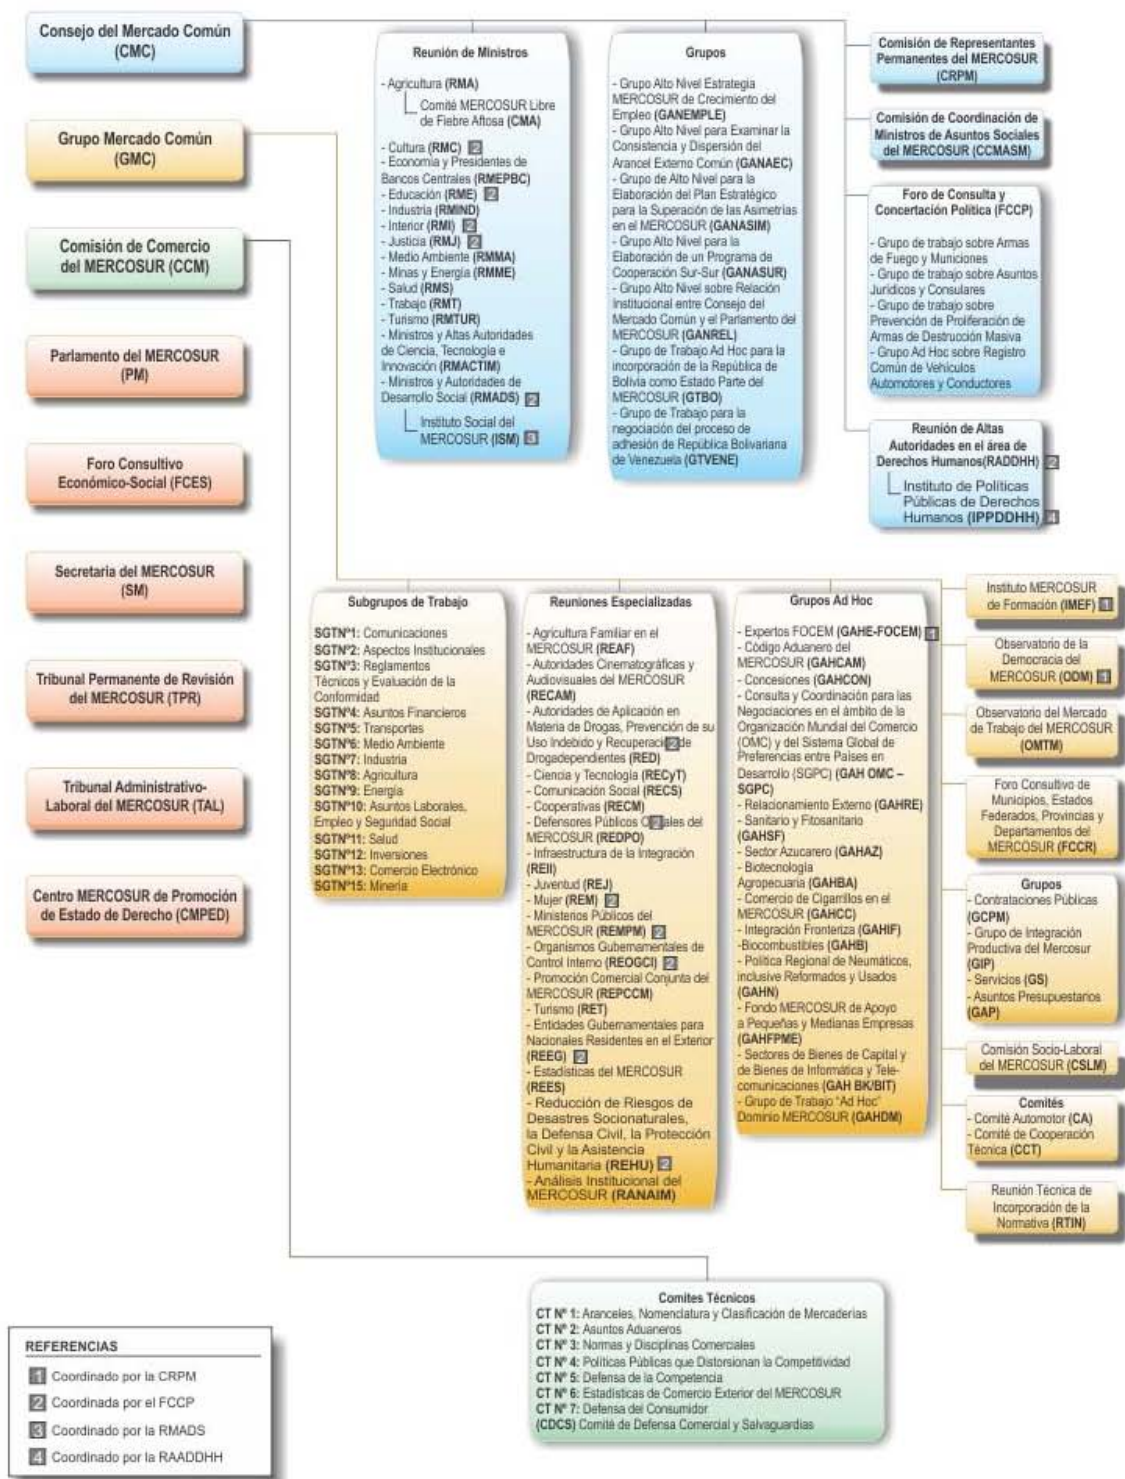 Consejo del Mercado Común
(CMC)
Grupo Mercado Común
(GMC)
Comisión de Comercio
del MERCOSUR (CCM)
Parlamento del MERCOSUR
(PM)
Foro Consultivo
Económico-Social (FCES)
Secretaria del MERCOSUR
(SM)
Tribunal Permanente de Revisión
del MERCOSUR (TPR)
Tribunal Administrativo-
Laboral del MERCOSUR (TAL)
Centro MERCOSUR de Promoción
de Estado de Derecho (CMPED)
Reunión de Ministros
- Agricultura (RMA)
Comité MERCOSUR Libre
de Fiebre Aftosa (CMA)
- Cultura (RMC) 2
- Economía y Presidentes de
Bancos Centrales (RMEPBC)
- Educación (RME) 2
- Industria (RMIND)
- Interior (RMI) 2
- Justicia (RMJ) 2
- Medio Ambiente (RMMA)
- Minas y Energía (RMME)
- Salud (RMS)
- Trabajo (RMT)
- Turismo (RMTUR)
- Ministros y Altas Autoridades
de Ciencia, Tecnología e
Innovación (RMACTIM)
- Ministros y Autoridades de
Desarrollo Social (RMADS) 2
Instituto Social del
MERCOSUR (ISM) 3
Grupos
- Grupo Alto Nivel Estrategia
MERCOSUR de Crecimiento del
Empleo (GANEMPLE)
- Grupo Alto Nivel para Examinar la
Consistencia y Dispersión del
Arancel Externo Común (GANAEC)
- Grupo de Alto Nivel para la
Elaboración del Plan Estratégico
para la Superación de las Asimetrías
en el MERCOSUR (GANASIM)
- Grupo Alto Nivel para la
Elaboración de un Programa de
Cooperación Sur-Sur (GANASUR)
- Grupo Alto Nivel sobre Relación
Institucional entre Consejo del
Mercado Común y el Parlamento del
MERCOSUR (GANREL)
- Grupo de Trabajo Ad Hoc para la
incorporación de la República de
Bolivia como Estado Parte del
MERCOSUR (GTBO)
- Grupo de Trabajo para la
negociación del proceso de
adhesión de República Bolivariana
de Venezuela (GTVENE)
Comisión de Representantes
Permanentes del MERCOSUR
(CRPM)
Comisión de Coordinación de
Ministros de Asuntos Sociales
del MERCOSUR (CCMASM)
Foro de Consulta y
Concertación Política (FCCP)
- Grupo de trabajo sobre Armas
de Fuego y Municiones
- Grupo de trabajo sobre Asuntos
Jurídicos y Consulares
- Grupo de trabajo sobre
Prevención de Proliferación de
Armas de Destrucción Masiva
- Grupo Ad Hoc sobre Registro
Común de Vehículos
Automotores y Conductores
Reunión de Altas
Autoridades en el área de
Derechos Humanos(RADDHH) 2
Instituto de Políticas
Públicas de Derechos
Humanos (IPPDDHH) 4
Subgrupos de Trabajo
SGTNº1: Comunicaciones
SGTNº2: Aspectos Institucionales
SGTNº3: Reglamentos
Técnicos y Evaluación de la
Conformidad
SGTNº4: Asuntos Financieros
SGTNº5: Transportes
SGTNº6: Medio Ambiente
SGTNº7: Industria
SGTNº8: Agricultura
SGTNº9: Energía
SGTNº10: Asuntos Laborales,
Empleo y Seguridad Social
SGTNº11: Salud
SGTNº12: Inversiones
SGTNº13: Comercio Electrónico
SGTNº15: Minería
Reuniones Especializadas
- Agricultura Familiar en el
MERCOSUR (REAF)
- Autoridades Cinematográficas y
Audiovisuales del MERCOSUR
(RECAM)
- Autoridades de Aplicación en
Materia de Drogas, Prevención de su
Uso Indebido y 2 de
Drogadependientes (RED)
- Ciencia y Tecnología (RECyT)
- Comunicación Social (RECS)
- Cooperativas (RECM)
- Defensores Públicos 2 del
MERCOSUR (REDPO)
- Infraestructura de la Integración
(REII)
- Juventud (REJ)
- Mujer (REM) 2
- Ministerios Públicos del
MERCOSUR (REMPM) 2
- Organismos Gubernamentales de
Control Interno (REOGCI) 2
- Promoción Comercial Conjunta del
MERCOSUR (REPCCM)
- Turismo (RET)
- Entidades Gubernamentales para
Nacionales Residentes en el Exterior
(REEG) 2
- Estadísticas del MERCOSUR
(REES)
- Reducción de Riesgos de
Desastres Socionaturales,
la Defensa Civil, la Protección
Civil y la Asistencia
Humanitaria (REHU) 2
- Análisis Institucional del
MERCOSUR (RANAIM)
Grupos Ad Hoc
- Expertos FOCEM (GAHE-FOCEM) 1
- Código Aduanero del
MERCOSUR (GAHCAM)
- Concesiones (GAHCON)
- Consulta y Coordinación para las
Negociaciones en el ámbito de la
Organización Mundial del Comercio
(OMC) y del Sistema Global de
Preferencias entre Países en
Desarrollo (SGPC) (GAH OMC –
SGPC)
- Relacionamiento Externo (GAHRE)
- Sanitario y Fitosanitario
(GAHSF)
- Sector Azucarero (GAHAZ)
- Biotecnología
Agropecuaria (GAHBA)
- Comercio de Cigarrillos en el
MERCOSUR (GAHCC)
- Integración Fronteriza (GAHIF)
-Biocombustibles (GAHB)
- Política Regional de Neumáticos,
inclusive Reformados y Usados
(GAHN)
- Fondo MERCOSUR de Apoyo
a Pequeñas y Medianas Empresas
(GAHFPME)
- Sectores de Bienes de Capital y
de Bienes de Informática y Tele-
comunicaciones (GAH BK/BIT)
- Grupo de Trabajo "Ad Hoc"
Dominio MERCOSUR (GAHDM)
Instituto MERCOSUR
de Formación (IMEF) 1
Observatorio de la
Democracia del
MERCOSUR (ODM) 1
Observatorio del Mercado
de Trabajo del MERCOSUR
(OMTM)
Foro Consultivo de
Municipios, Estados
Federados, Provincias y
Departamentos del
MERCOSUR (FCCR)
Grupos
- Contrataciones Públicas
(GCPM)
- Grupo de Integración
Productiva del Mercosur
(GIP)
- Servicios (GS)
- Asuntos Presupuestarios
(GAP)
Comisión Socio-Laboral
del MERCOSUR (CSLM)
Comités
- Comité Automotor (CA)
- Comité de Cooperación
Técnica (CCT)
Reunión Técnica de
Incorporación de la
Normativa (RTIN)
Comites Técnicos
CT Nº 1: Aranceles, Nomenclatura y Clasificación de Mercaderías
CT Nº 2: Asuntos Aduaneros
CT Nº 3: Normas y Disciplinas Comerciales
CT Nº 4: Políticas Públicas que Distorsionan la Competitividad
CT Nº 5: Defensa de la Competencia
CT Nº 6: Estadísticas de Comercio Exterior del MERCOSUR
CT Nº 7: Defensa del Consumidor
(CDCS) Comité de Defensa Comercial y Salvaguardias
REFERENCIAS
1 Coordinado por la CRPM
2 Coordinada por el FCCP
3 Coordinado por la RMADS
4 Coordinado por la RAADDHH